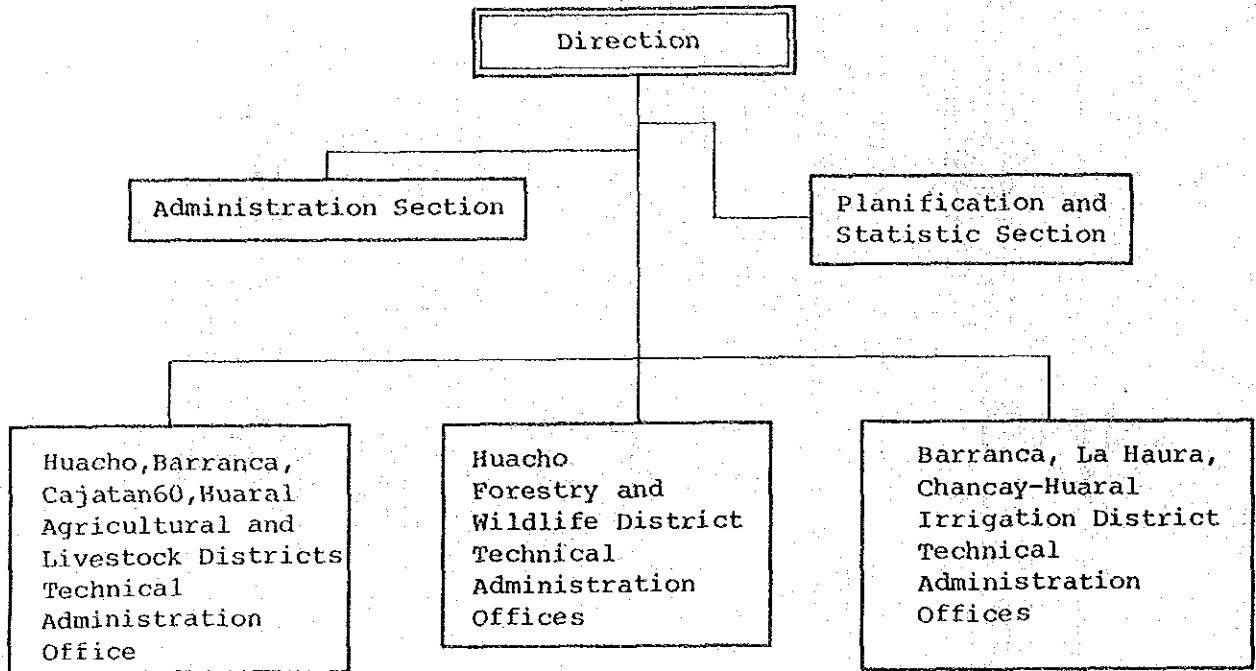 Direction
Administration Section
Planification and
Statistic Section
Huacho,Barranca,
Cajatan60,Huaral
Agricultural and
Livestock Districts
Technical
Administration
Office
Huacho
Forestry and
Wildlife District
Technical
Administration
Offices
Barranca, La Haura,
Chancay-Huaral
Irrigation District
Technical
Administration
Offices